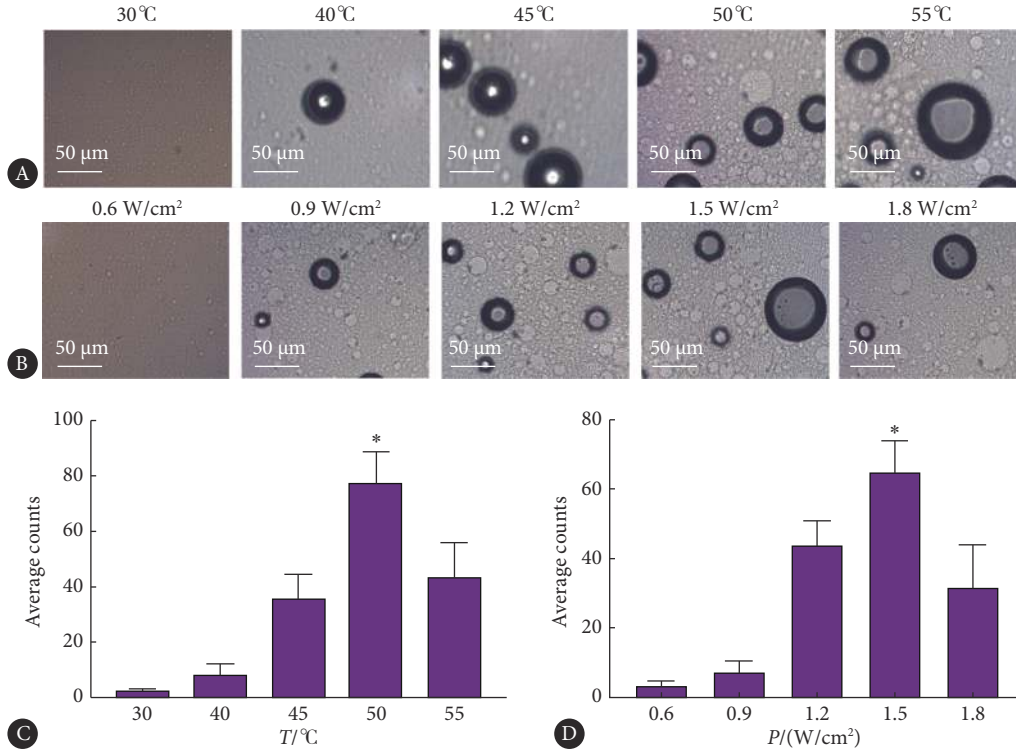 30℃ 40℃ 45℃ 50℃ 55℃
50 μm 50 μm 50 μm 50 μm 50 μm
A
0.6 W/cm² 0.9 W/cm² 1.2 W/cm² 1.5 W/cm² 1.8 W/cm²
50 μm 50 μm 50 μm 50 μm 50 μm
B
100
80
60
40
20
0
Average counts
*
30 40 45 50 55
T/℃
C
80
60
40
20
0
Average counts
*
0.6 0.9 1.2 1.5 1.8
P/(W/cm²)
D